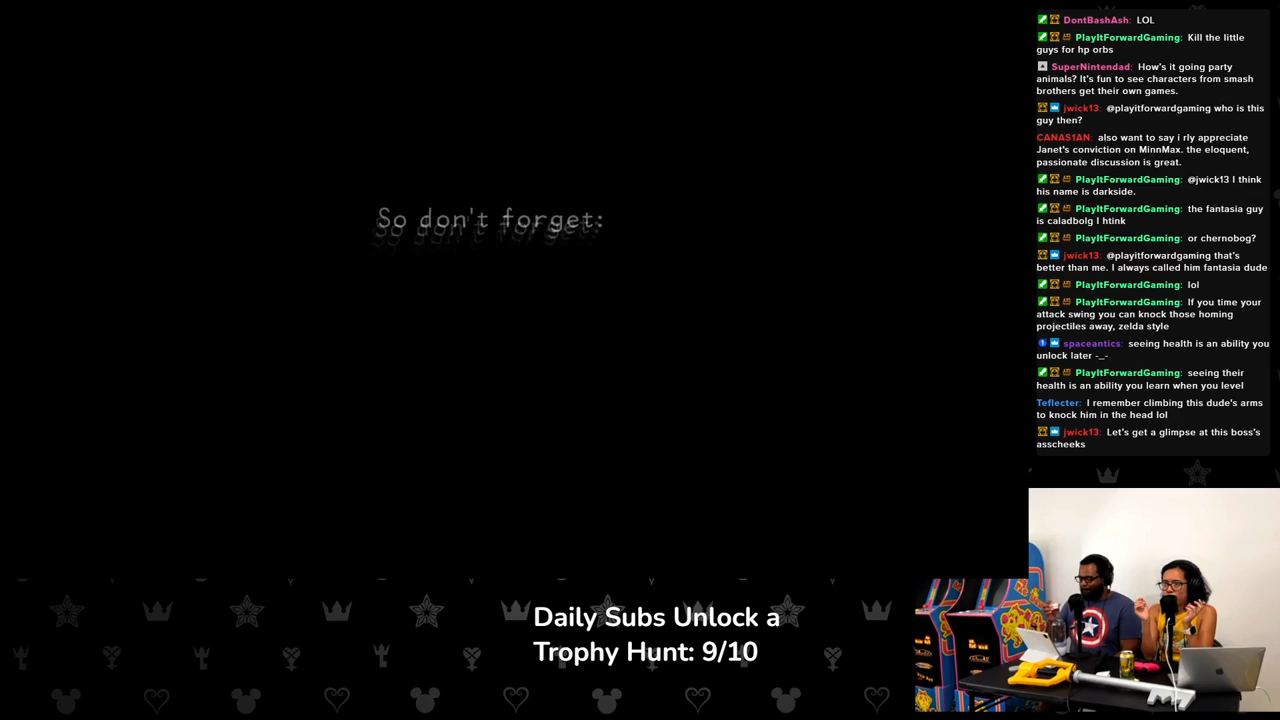 So don't forget:
DontBashAsh: LOL
PlayItForwardGaming: Kill the little
guys for hp orbs
SuperNintendad: How's it going party
animals? It's fun to see characters from smash
brothers get their own games.
jwick13: @playitforwardgaming who is this
guy then?
CANAS1AN: also want to say i rly appreciate
Janet's conviction on MinnMax. the eloquent,
passionate discussion is great.
PlayItForwardGaming: @jwick13 I think
his name is darkside.
PlayItForwardGaming: the fantasia guy
is caladbolg I htink
PlayItForwardGaming: or chernobog?
jwick13: @playitforwardgaming that's
better than me. I always called him fantasia dude
PlayItForwardGaming: lol
PlayItForwardGaming: If you time your
attack swing you can knock those homing
projectiles away, zelda style
spaceantics: seeing health is an ability you
unlock later -_-
PlayItForwardGaming: seeing their
health is an ability you learn when you level
Teflecter: I remember climbing this dude's arms
to knock him in the head lol
jwick13: Let's get a glimpse at this boss's
asscheeks
Daily Subs Unlock a
Trophy Hunt: 9/10